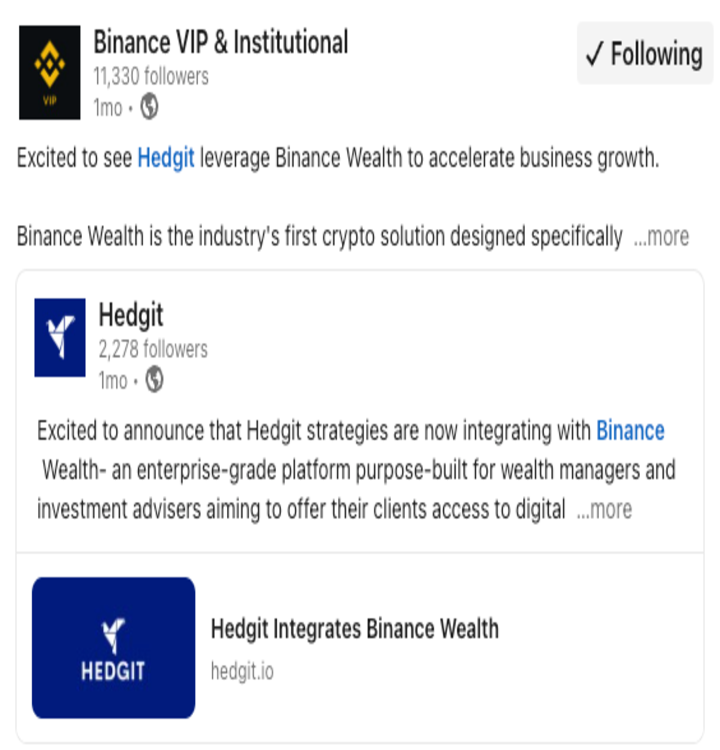 Binance VIP & Institutional
✓ Following
11,330 followers
1mo •
VIP
Excited to see Hedgit leverage Binance Wealth to accelerate business growth.
Binance Wealth is the industry's first crypto solution designed specifically ...more
Hedgit
2,278 followers
1mo •
Excited to announce that Hedgit strategies are now integrating with Binance
Wealth- an enterprise-grade platform purpose-built for wealth managers and
investment advisers aiming to offer their clients access to digital ...more
HEDGIT
Hedgit Integrates Binance Wealth
hedgit.io